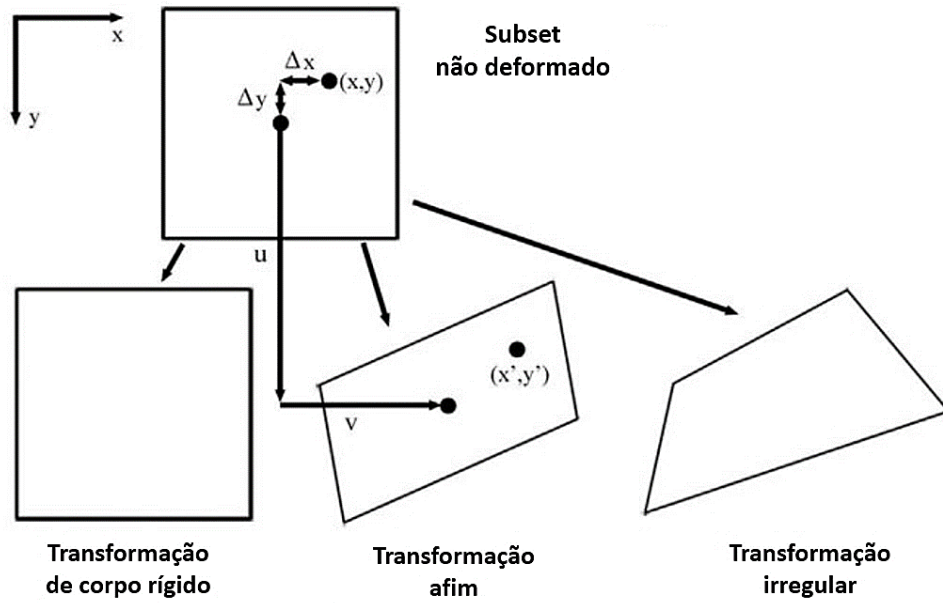 x
y
Subset
não deformado
Δx
(x,y)
Δy
u
(x',y')
v
Transformação
de corpo rígido
Transformação
afim
Transformação
irregular